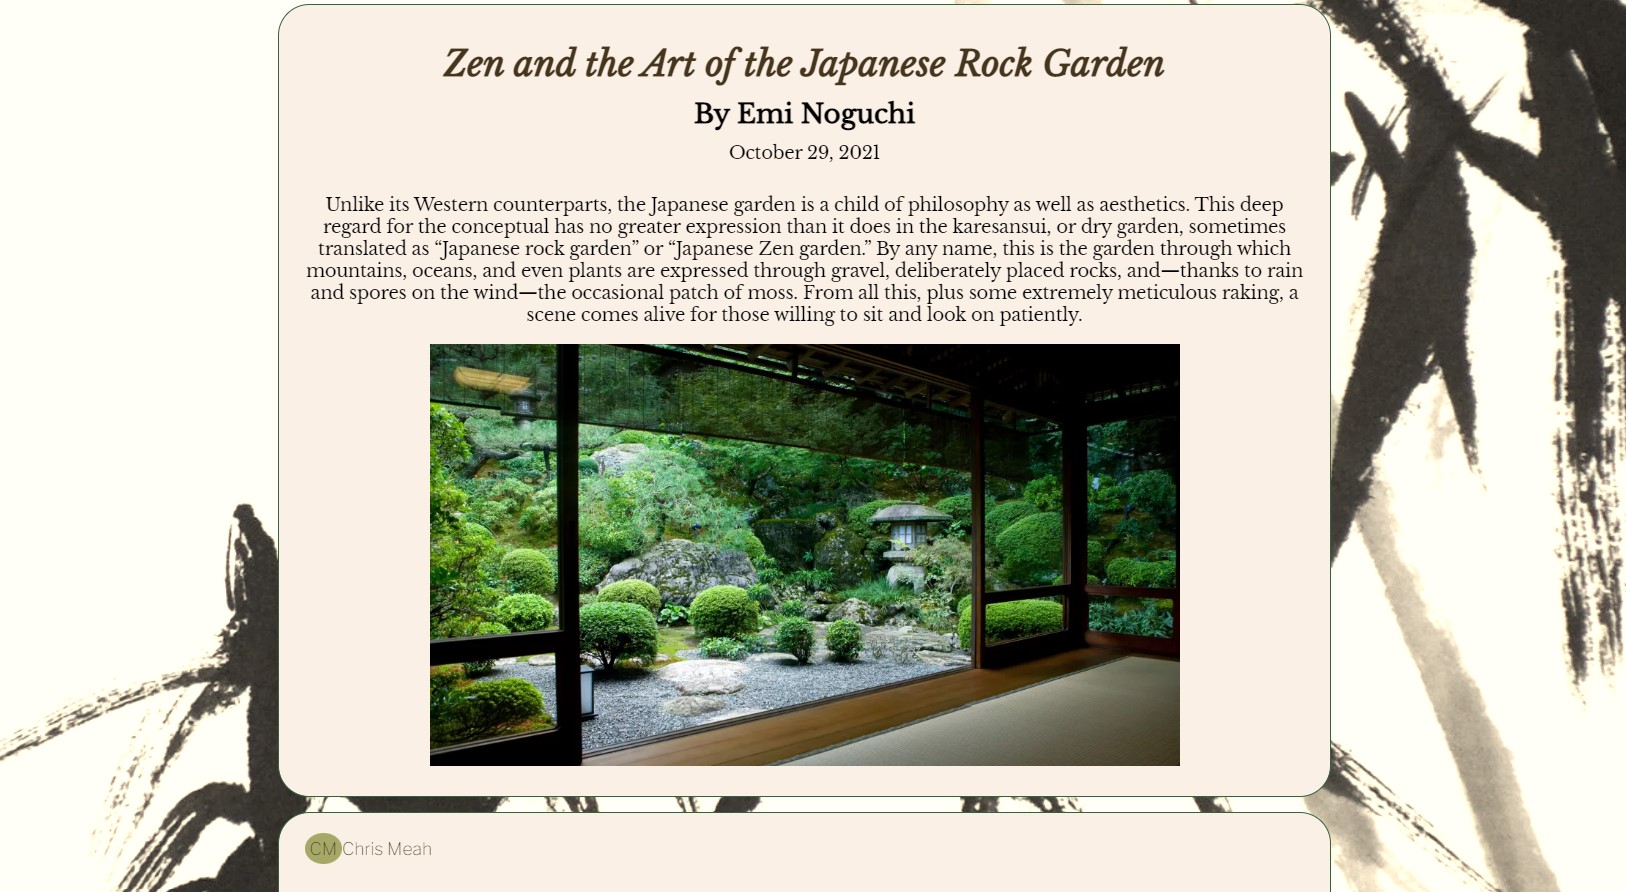 Zen and the Art of the Japanese Rock Garden
By Emi Noguchi
October 29, 2021
Unlike its Western counterparts, the Japanese garden is a child of philosophy as well as aesthetics. This deep
regard for the conceptual has no greater expression than it does in the karesansui, or dry garden, sometimes
translated as “Japanese rock garden” or “Japanese Zen garden.” By any name, this is the garden through which
mountains, oceans, and even plants are expressed through gravel, deliberately placed rocks, and—thanks to rain
and spores on the wind—the occasional patch of moss. From all this, plus some extremely meticulous raking, a
scene comes alive for those willing to sit and look on patiently.
CM Chris Meah